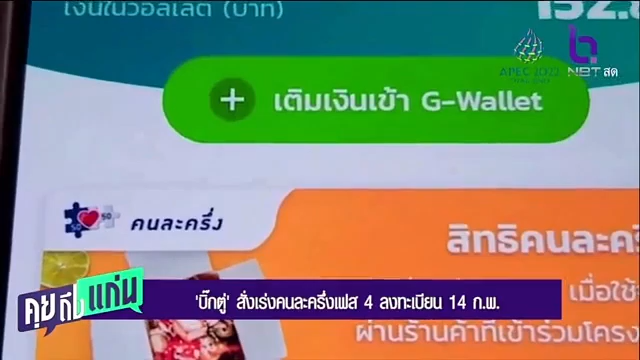 เงินในวอลเล็ต (บาท)
152.8
APEC 2022
THAILAND
NBT สด
+ เติมเงินเข้า G-Wallet
50 50
คนละครึ่ง
สิทธิคนละครึ
เมื่อใช้จ
ผ่านร้านค้าที่เข้าร่วมโครง
คุยถึงแก่น
'บิ๊กตู่' สั่งเร่งคนละครึ่งเฟส 4 ลงทะเบียน 14 ก.พ.